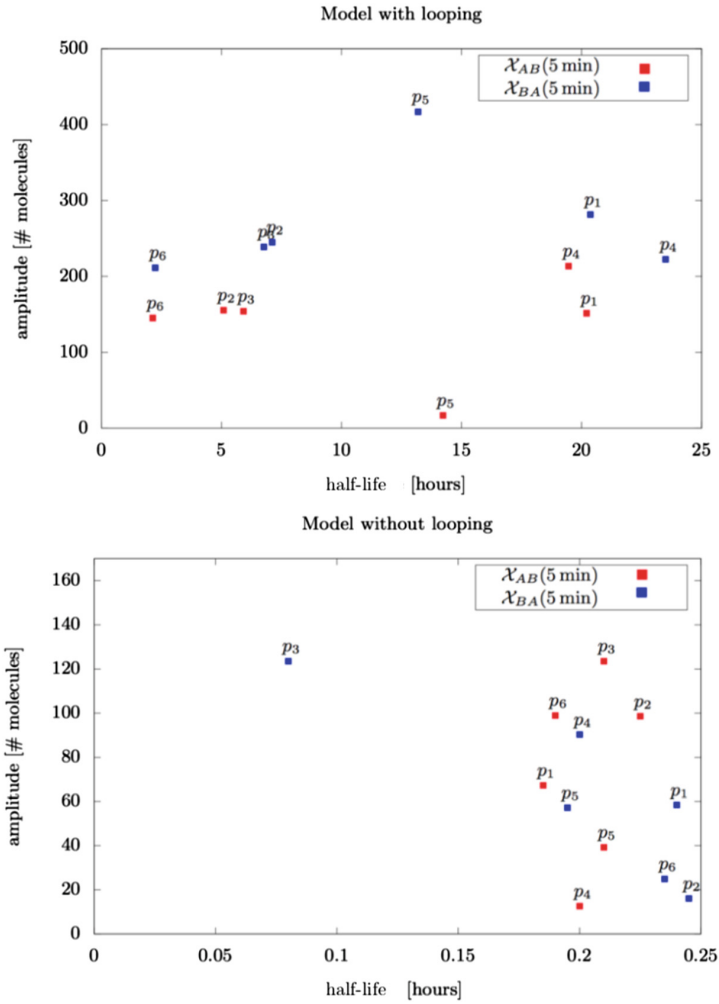 Model with looping
500
400
300
200
100
0
amplitude [# molecules]
𝒳AB(5 min)
𝒳BA(5 min)
p5
p1
p2
p4
p6
p4
p6
p2 p3
p1
p5
0 5 10 15 20 25
half-life [hours]
Model without looping
160
140
120
100
80
60
40
20
0
amplitude [# molecules]
𝒳AB(5 min)
𝒳BA(5 min)
p3
p3
p6
p2
p4
p1
p5
p1
p5
p6
p4
p2
0 0.05 0.1 0.15 0.2 0.25
half-life [hours]